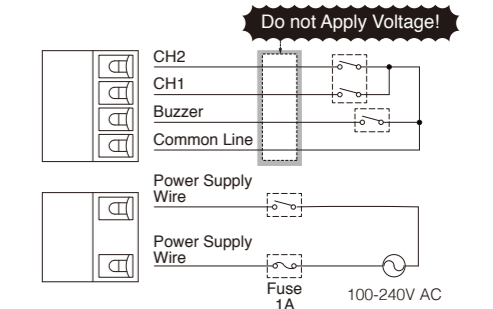 Do not Apply Voltage!
CH2
CH1
Buzzer
Common Line
Power Supply
Wire
Power Supply
Wire
Fuse
1A
100-240V AC